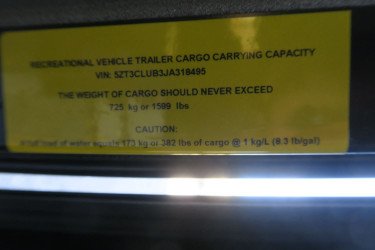 RECREATIONAL VEHICLE TRAILER CARGO CARRYING CAPACITY
VIN: 5ZT3CLUB3JA318495
THE WEIGHT OF CARGO SHOULD NEVER EXCEED
725 kg or 1599 lbs
CAUTION:
A full load of water equals 173 kg or 382 lbs of cargo @ 1 kg/L (8.3 lb/gal)